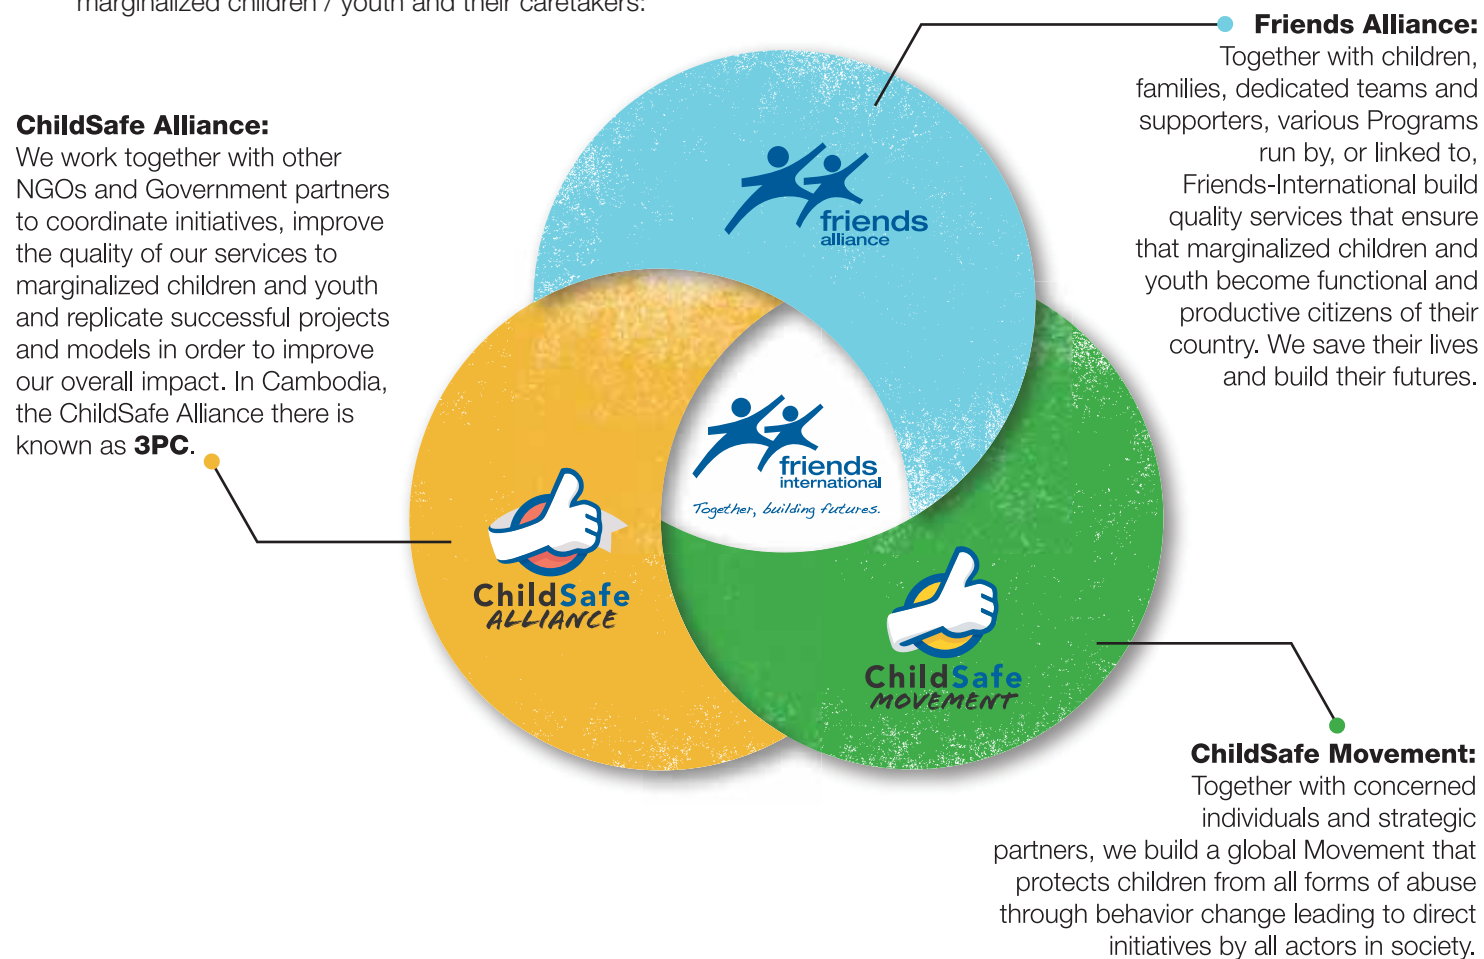 marginalized children / youth and their caretakers:
Friends Alliance:
Together with children,
families, dedicated teams and
supporters, various Programs
run by, or linked to,
Friends-International build
quality services that ensure
that marginalized children and
youth become functional and
productive citizens of their
country. We save their lives
and build their futures.
ChildSafe Alliance:
We work together with other
NGOs and Government partners
to coordinate initiatives, improve
the quality of our services to
marginalized children and youth
and replicate successful projects
and models in order to improve
our overall impact. In Cambodia,
the ChildSafe Alliance there is
known as 3PC.
friends
alliance
friends
international
Together, building futures.
ChildSafe
ALLIANCE
ChildSafe
MOVEMENT
ChildSafe Movement:
Together with concerned
individuals and strategic
partners, we build a global Movement that
protects children from all forms of abuse
through behavior change leading to direct
initiatives by all actors in society.